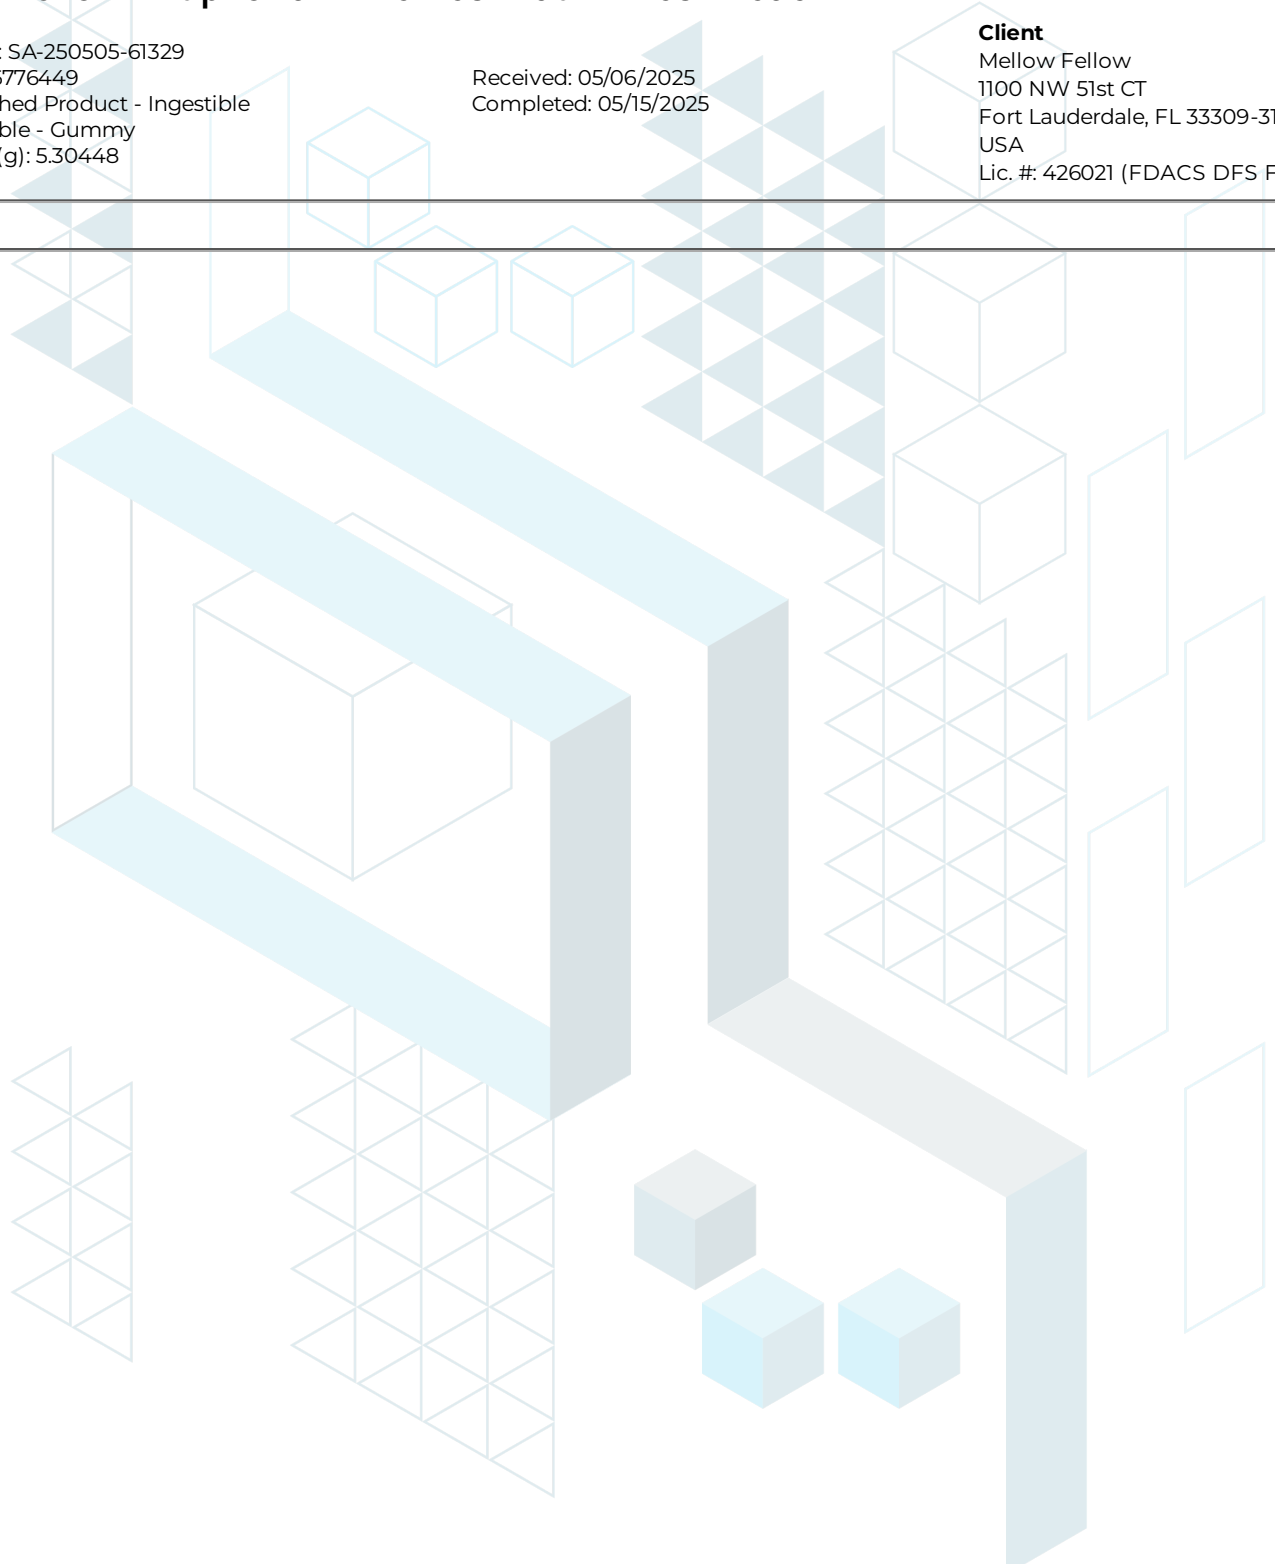 : SA-250505-61329
5776449
hed Product - Ingestible
ble - Gummy
(g): 5.30448
Received: 05/06/2025
Completed: 05/15/2025
Client
Mellow Fellow
1100 NW 51st CT
Fort Lauderdale, FL 33309-31
USA
Lic. #: 426021 (FDACS DFS F